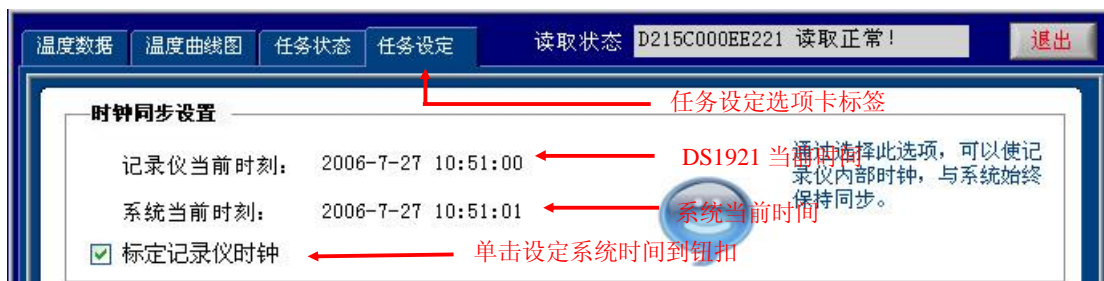 温度数据 温度曲线图 任务状态 任务设定 读取状态 D215C000EE221 读取正常! 退出
任务设定选项卡标签
时钟同步设置
记录仪当前时刻: 2006-7-27 10:51:00
DS1921 当前时间
通过选择此选项，可以使记
录仪内部时钟，与系统始终
保持同步。
系统当前时刻: 2006-7-27 10:51:01
系统当前时间
标定记录仪时钟
单击设定系统时间到钮扣